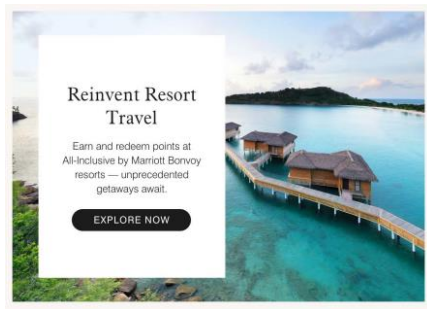 Reinvent Resort
Travel
Earn and redeem points at
All-Inclusive by Marriott Bonvoy
resorts — unprecedented
getaways await.
EXPLORE NOW